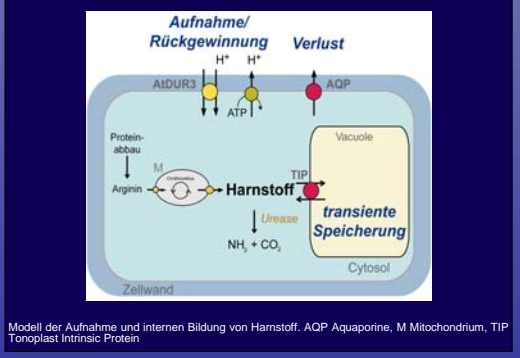 Aufnahme/
Rückgewinnung
Verlust
H⁺
H⁺
AtDUR3
AQP
ATP
Protein-
abbau
Vacuole
M
TIP
Arginin
Harnstoff
Urease
transiente
Speicherung
NH₃ + CO₂
Cytosol
Zellwand
Modell der Aufnahme und internen Bildung von Harnstoff. AQP Aquaporine, M Mitochondrium, TIP
Tonoplast Intrinsic Protein